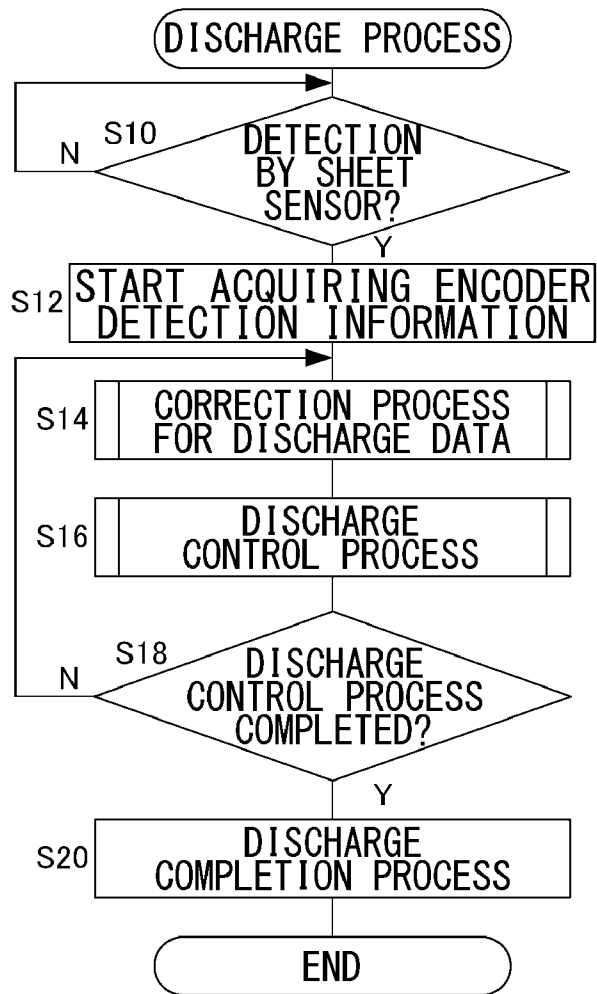 DISCHARGE PROCESS
S10
DETECTION
BY SHEET
SENSOR?
N
Y
S12
START ACQUIRING ENCODER
DETECTION INFORMATION
S14
CORRECTION PROCESS
FOR DISCHARGE DATA
S16
DISCHARGE
CONTROL PROCESS
S18
DISCHARGE
CONTROL PROCESS
COMPLETED?
N
Y
S20
DISCHARGE
COMPLETION PROCESS
END